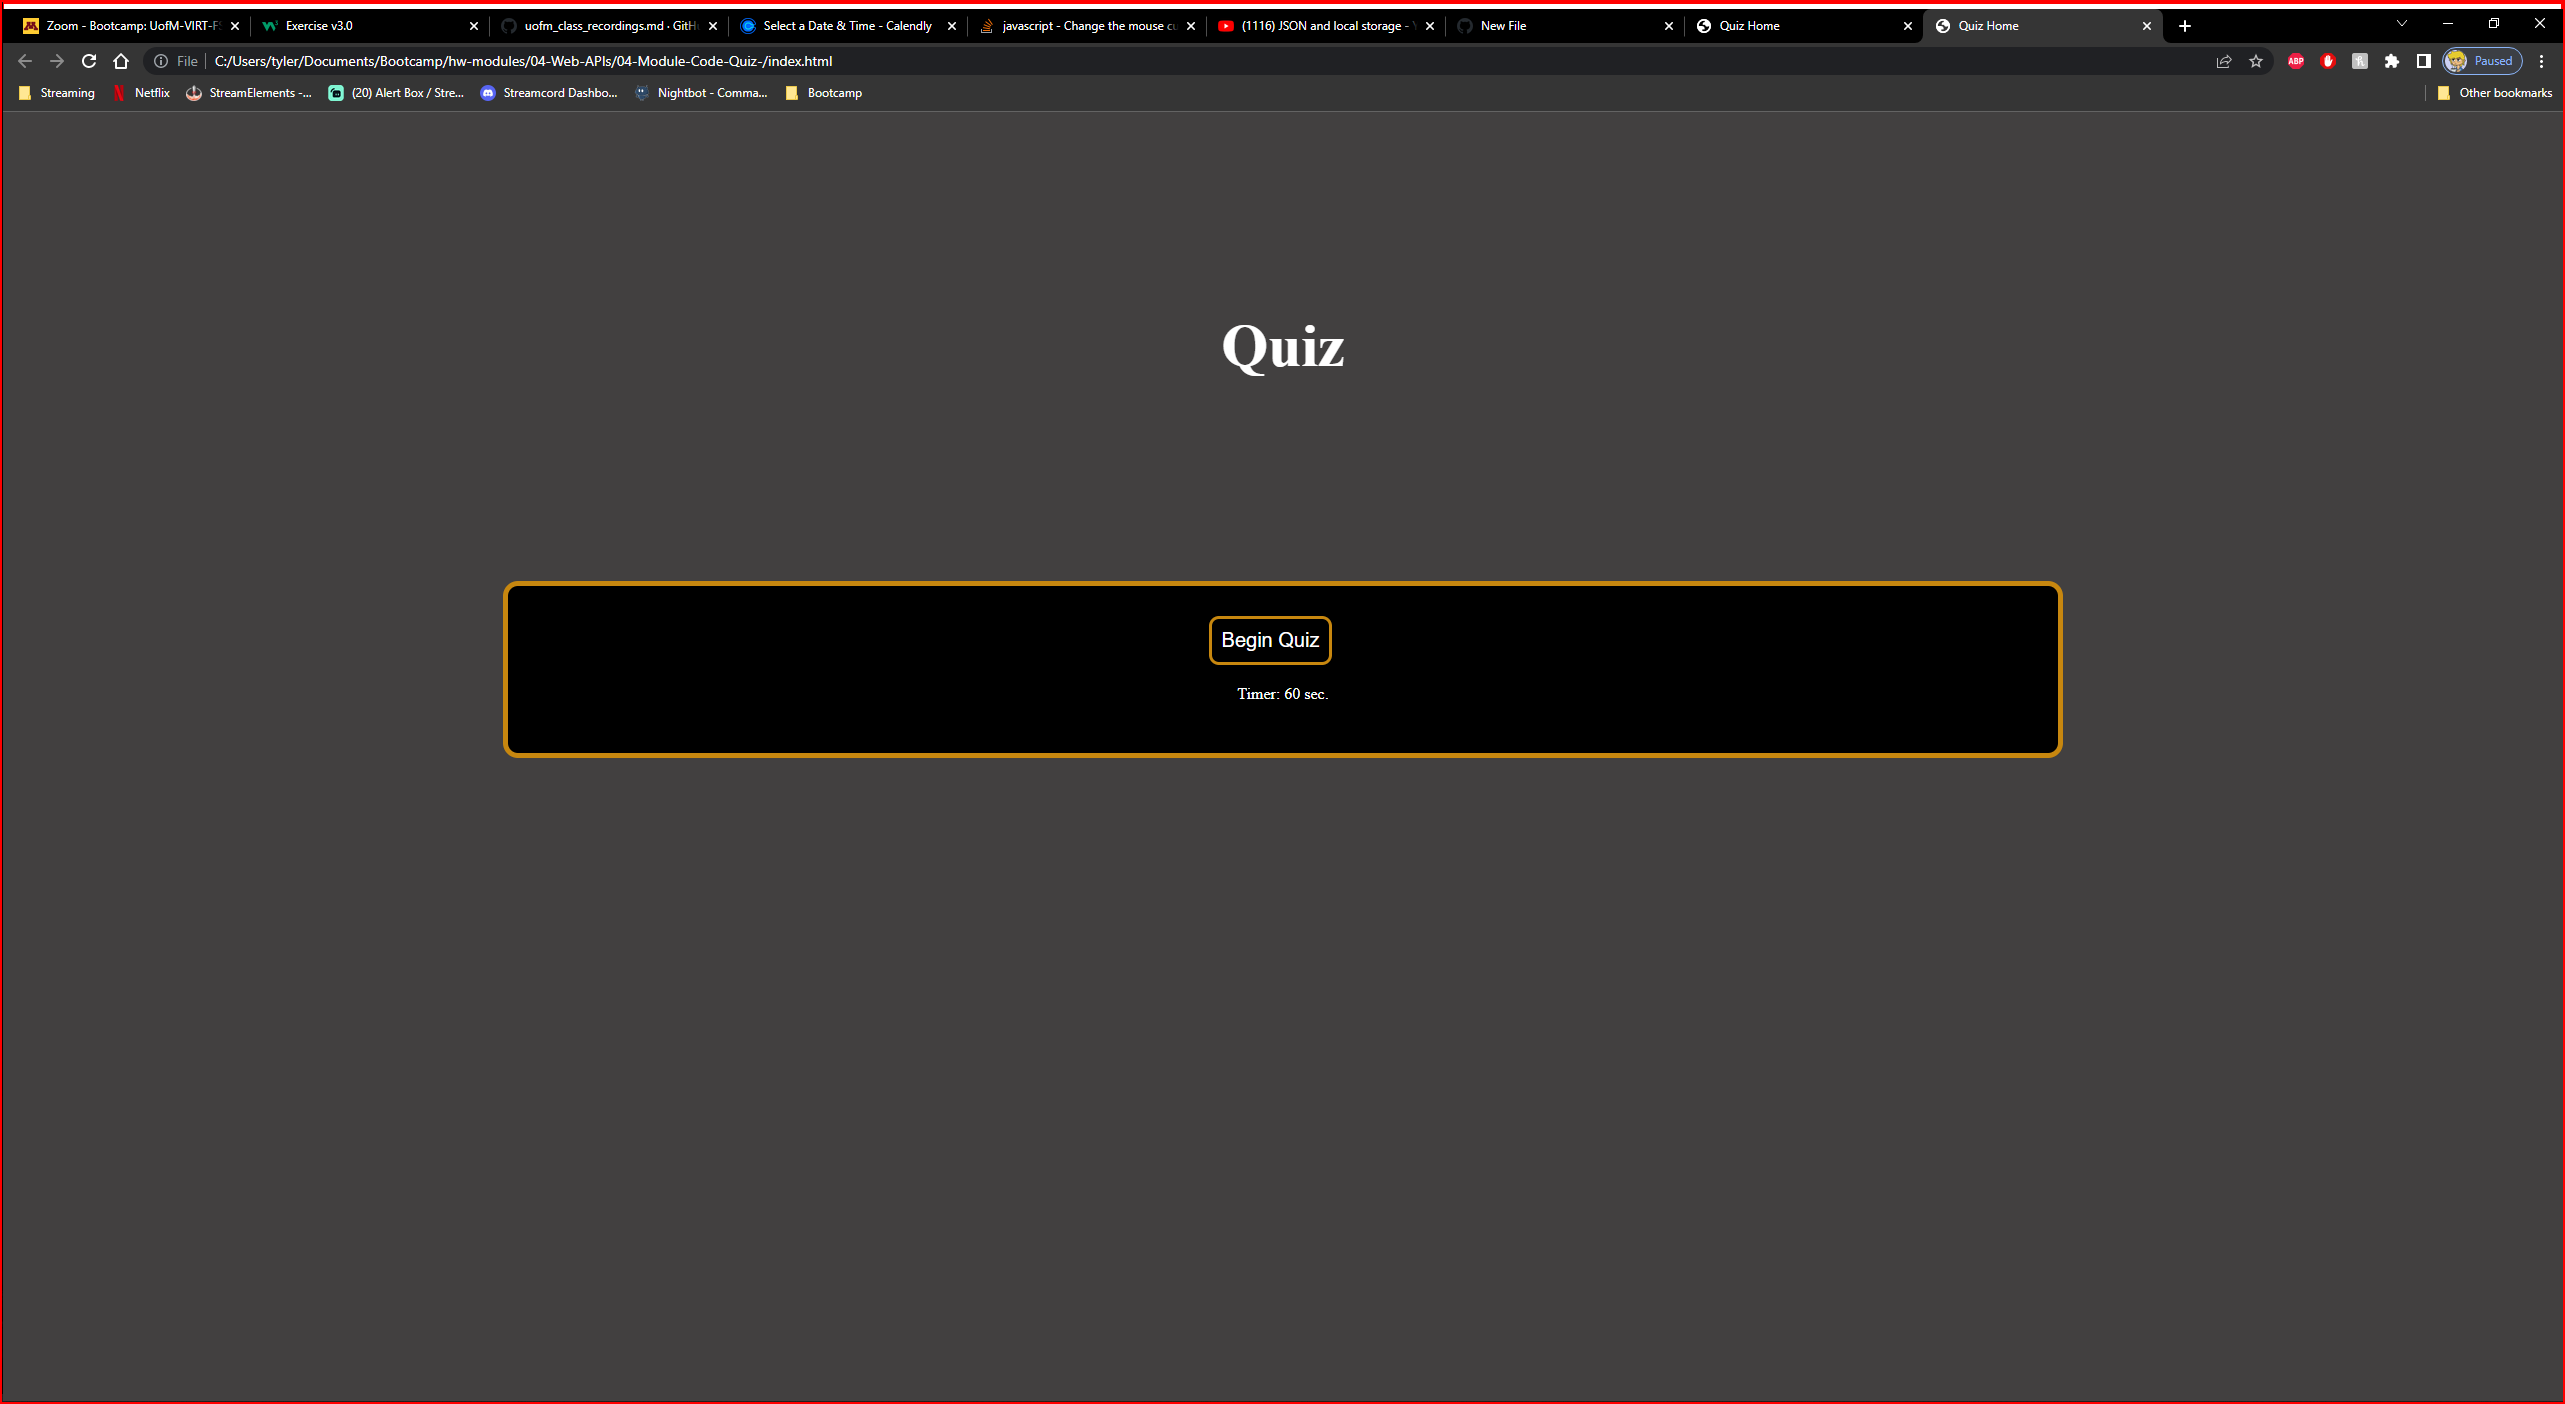 Zoom - Bootcamp: UofM-VIRT-FS
Exercise v3.0
uofm_class_recordings.md · GitH
Select a Date & Time - Calendly
javascript - Change the mouse cu
(1116) JSON and local storage - Y
New File
Quiz Home
Quiz Home
File
C:/Users/tyler/Documents/Bootcamp/hw-modules/04-Web-APIs/04-Module-Code-Quiz-/index.html
ABP
Paused
Streaming
Netflix
StreamElements -...
(20) Alert Box / Stre...
Streamcord Dashbo...
Nightbot - Comma...
Bootcamp
Other bookmarks
Quiz
Begin Quiz
Timer: 60 sec.